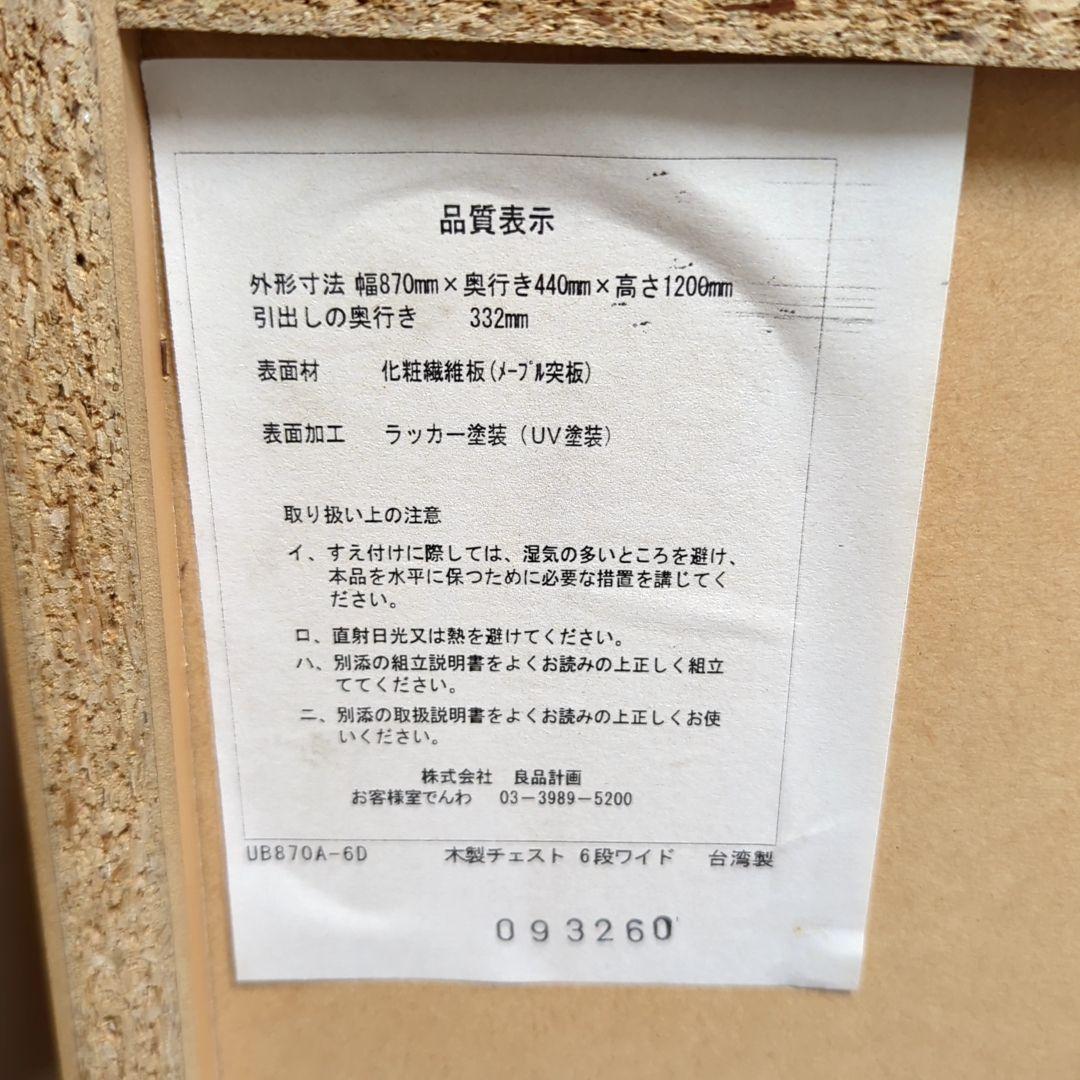 品質表示
外形寸法 幅870mm×奥行き440mm×高さ1200mm
引出しの奥行き 332mm
表面材 化粧繊維板(ﾒｰﾌﾟﾙ突板)
表面加工 ラッカー塗装（UV塗装）
取り扱い上の注意
イ、すえ付けに際しては、湿気の多いところを避け、
本品を水平に保つために必要な措置を講じてく
ださい。
ロ、直射日光又は熱を避けてください。
ハ、別添の組立説明書をよくお読みの上正しく組立
ててください。
ニ、別添の取扱説明書をよくお読みの上正しくお使
いください。
株式会社 良品計画
お客様室でんわ 03－3989－5200
UB870A-6D 木製チェスト 6段ワイド 台湾製
093260